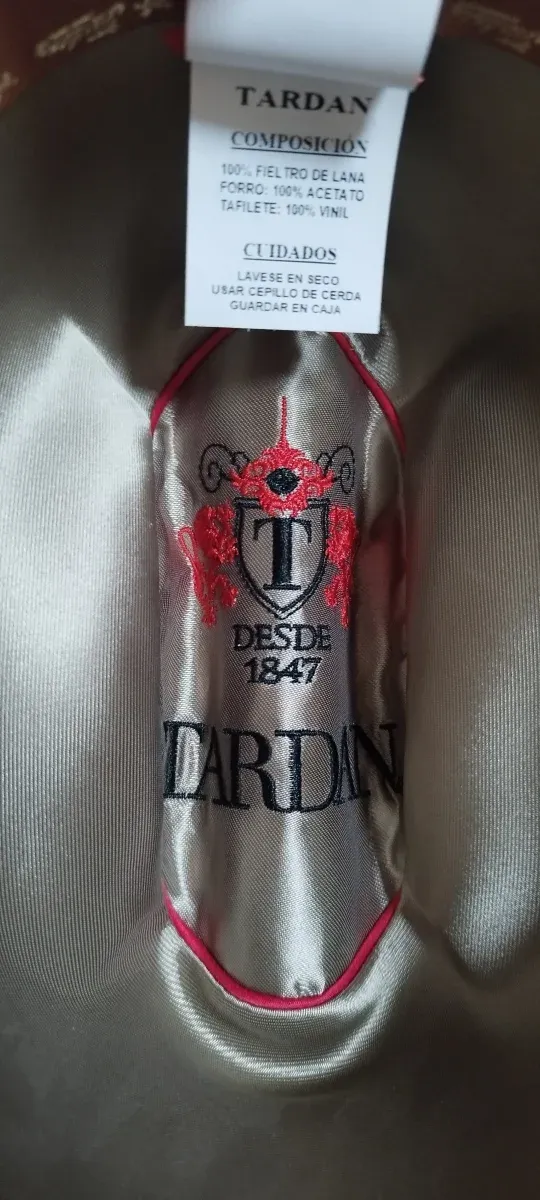 TARDAN
COMPOSICIÓN
100% FIELTRO DE LANA
FORRO: 100% ACETATO
TAFILETE: 100% VINIL
CUIDADOS
LAVESE EN SECO
USAR CEPILLO DE CERDA
GUARDAR EN CAJA
T
DESDE
1847
TARDAN